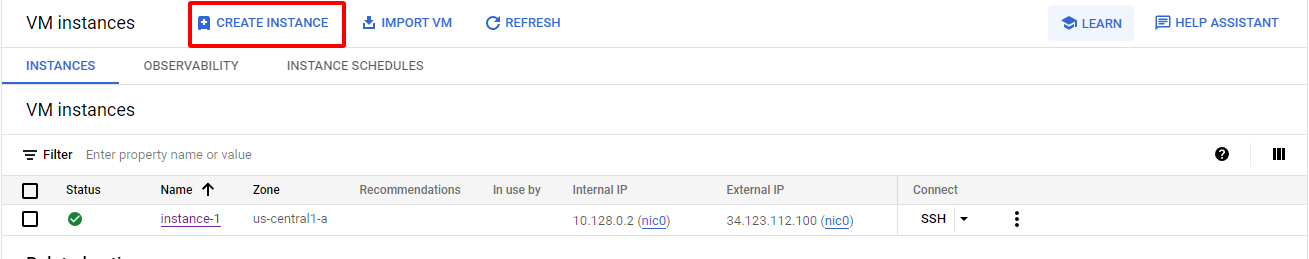 VM instances CREATE INSTANCE IMPORT VM REFRESH LEARN HELP ASSISTANT
INSTANCES OBSERVABILITY INSTANCE SCHEDULES
VM instances
Filter Enter property name or value
Status Name Zone Recommendations In use by Internal IP External IP Connect
instance-1 us-central1-a 10.128.0.2 (nic0) 34.123.112.100 (nic0) SSH